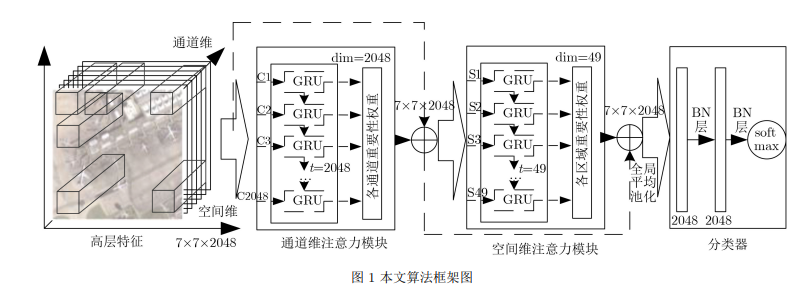 通道维
空间维
高层特征
7×7×2048
dim=2048
C1
GRU
C2
GRU
C3
GRU
t=2048
...
C2048
GRU
各通道重要性权重
通道维注意力模块
7×7×2048
dim=49
S1
GRU
S2
GRU
S3
GRU
t=49
...
S49
GRU
各区域重要性权重
空间维注意力模块
7×7×2048
全局
平均
池化
BN
层
BN
层
soft
max
2048
2048
分类器
图 1 本文算法框架图